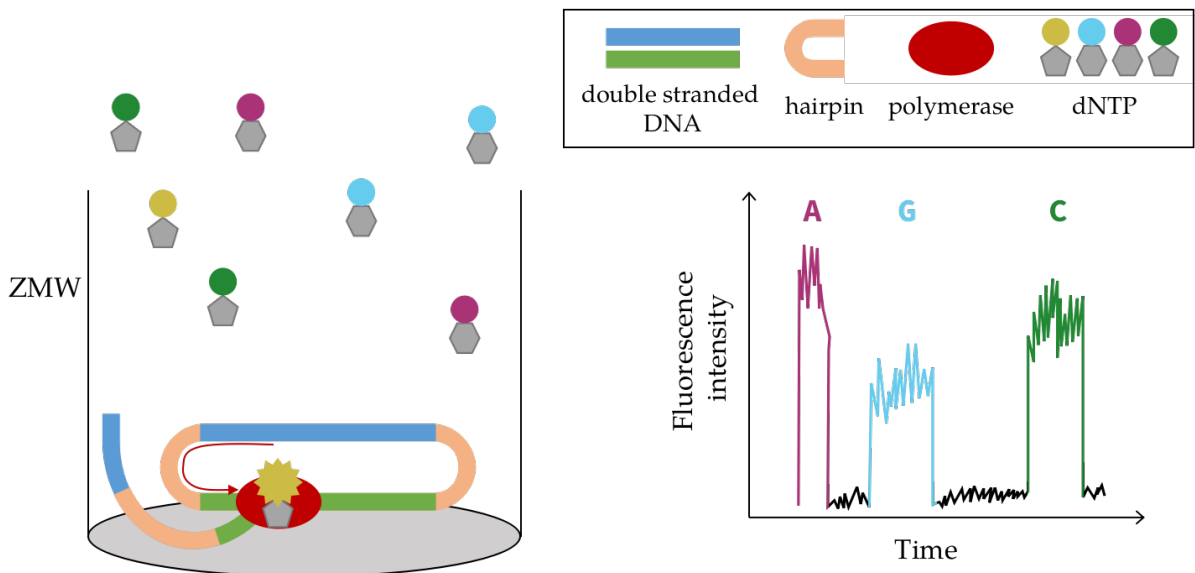 double stranded
DNA
hairpin
polymerase
dNTP
ZMW
A
G
C
Fluorescence
intensity
Time